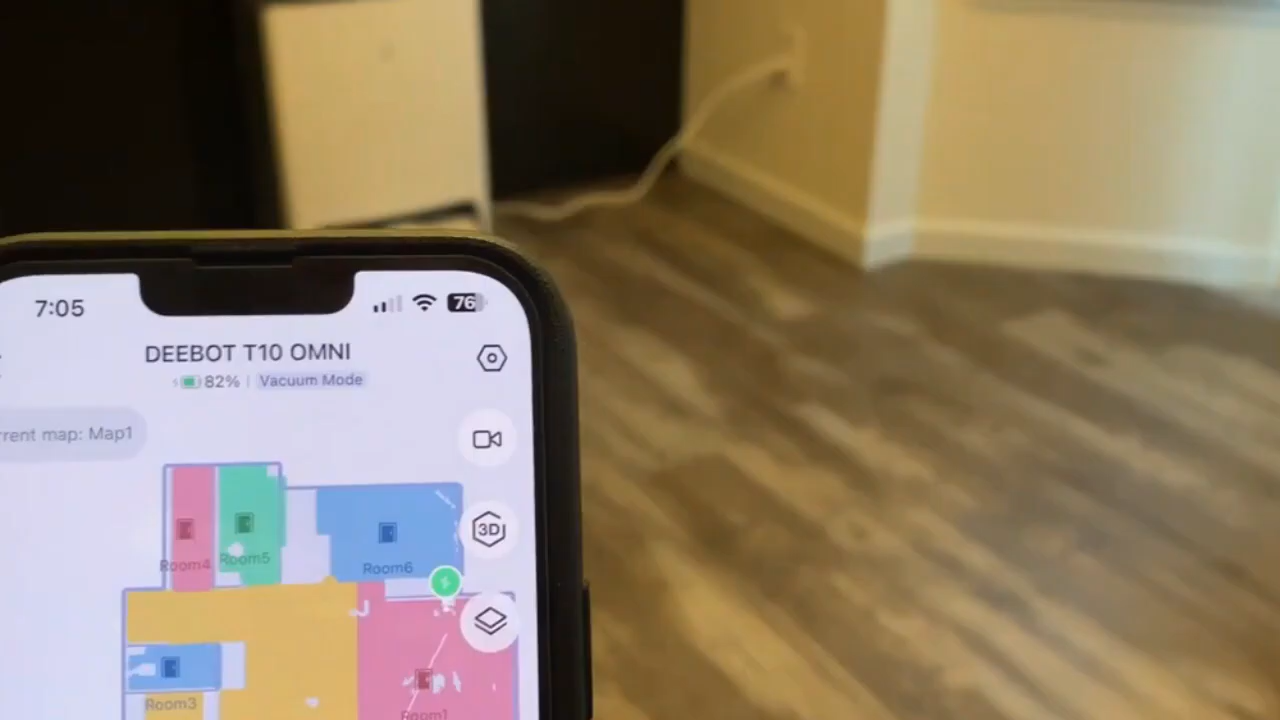 7:05
76
DEEBOT T10 OMNI
82% | Vacuum Mode
rrent map: Map1
3D
Room4
Room5
Room6
Room3
Room1